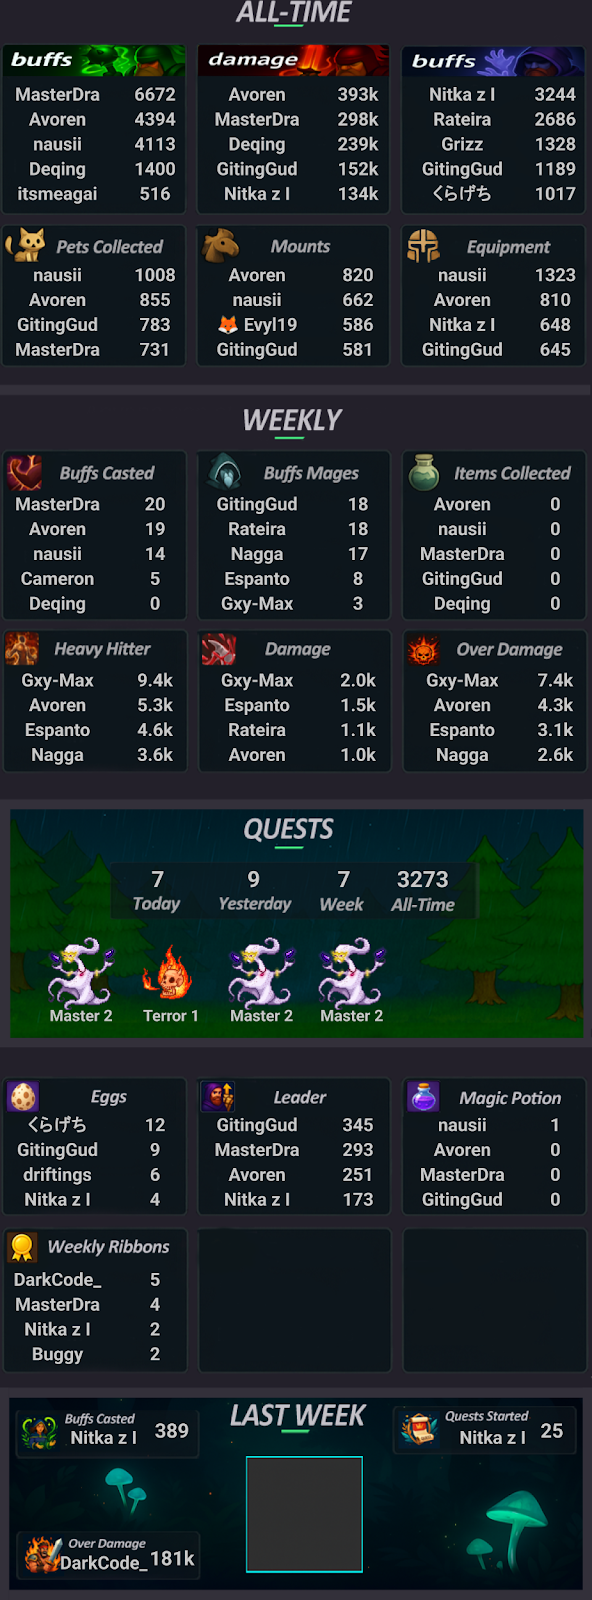 ALL-TIME
buffs
MasterDra 6672
Avoren 4394
nausii 4113
Deqing 1400
itsmeagai 516
damage
Avoren 393k
MasterDra 298k
Deqing 239k
GitingGud 152k
Nitka z l 134k
buffs
Nitka z l 3244
Rateira 2686
Grizz 1328
GitingGud 1189
くらげち 1017
Pets Collected
nausii 1008
Avoren 855
GitingGud 783
MasterDra 731
Mounts
Avoren 820
nausii 662
🦊 Evyl19 586
GitingGud 581
Equipment
nausii 1323
Avoren 810
Nitka z l 648
GitingGud 645
WEEKLY
Buffs Casted
MasterDra 20
Avoren 19
nausii 14
Cameron 5
Deqing 0
Buffs Mages
GitingGud 18
Rateira 18
Nagga 17
Espanto 8
Gxy-Max 3
Items Collected
Avoren 0
nausii 0
MasterDra 0
GitingGud 0
Deqing 0
Heavy Hitter
Gxy-Max 9.4k
Avoren 5.3k
Espanto 4.6k
Nagga 3.6k
Damage
Gxy-Max 2.0k
Espanto 1.5k
Rateira 1.1k
Avoren 1.0k
Over Damage
Gxy-Max 7.4k
Avoren 4.3k
Espanto 3.1k
Nagga 2.6k
QUESTS
7 9 7 3273
Today Yesterday Week All-Time
Master 2 Terror 1 Master 2 Master 2
Eggs
くらげち 12
GitingGud 9
driftings 6
Nitka z l 4
Leader
GitingGud 345
MasterDra 293
Avoren 251
Nitka z l 173
Magic Potion
nausii 1
Avoren 0
MasterDra 0
GitingGud 0
Weekly Ribbons
DarkCode_ 5
MasterDra 4
Nitka z l 2
Buggy 2
LAST WEEK
Buffs Casted
Nitka z l 389
Quests Started
Nitka z l 25
Over Damage
DarkCode_ 181k